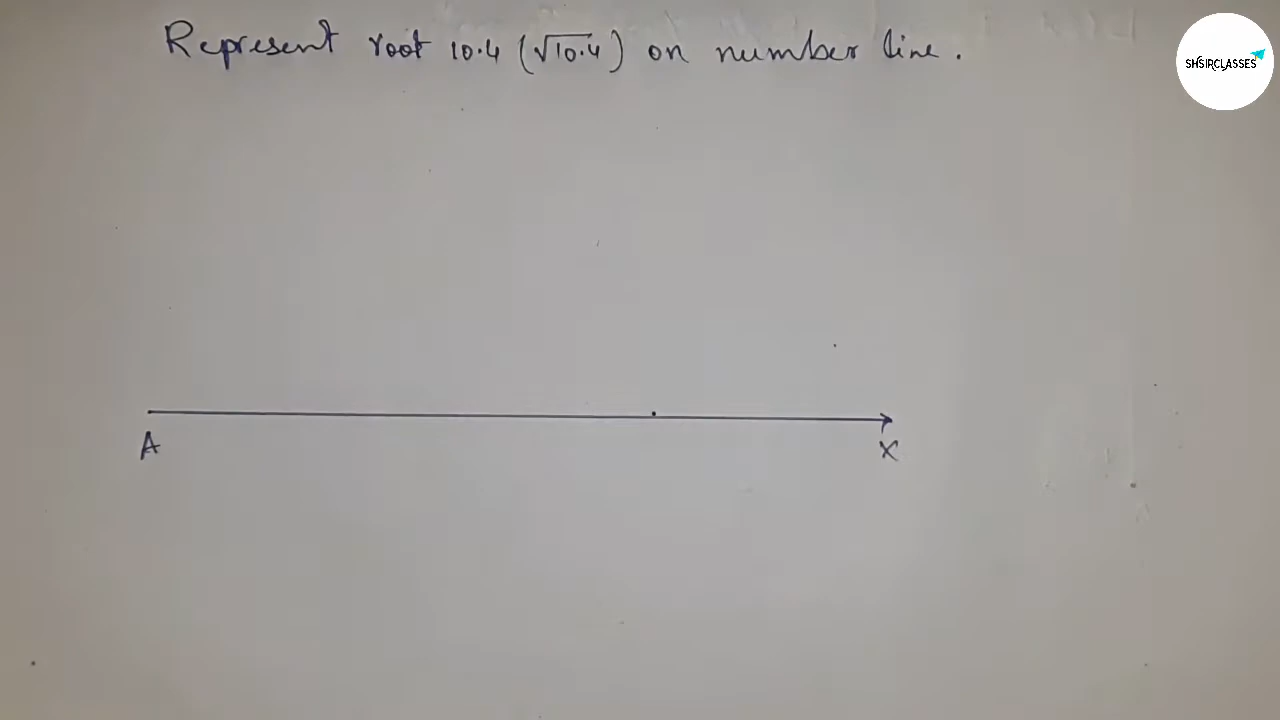 Represent root 10.4 (√10.4) on number line.
SHSIRCLASSES
A
X